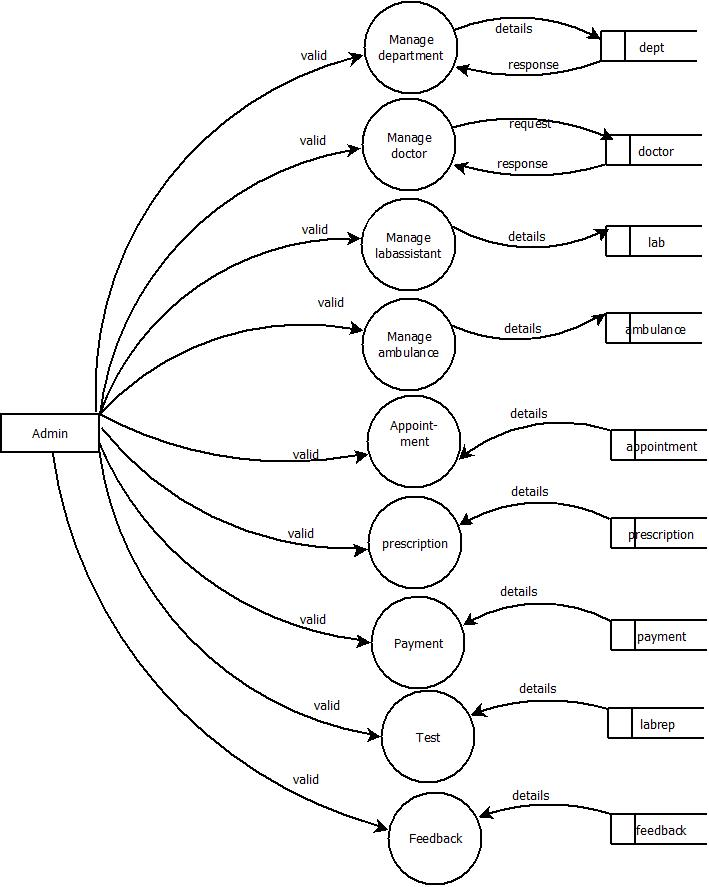 Manage
department
details
dept
response
valid
Manage
doctor
request
doctor
response
valid
Manage
labassistant
details
lab
valid
Manage
ambulance
details
ambulance
valid
Admin
Appoint-
ment
details
appointment
valid
prescription
details
prescription
valid
Payment
details
payment
valid
Test
details
labrep
valid
Feedback
details
feedback
valid